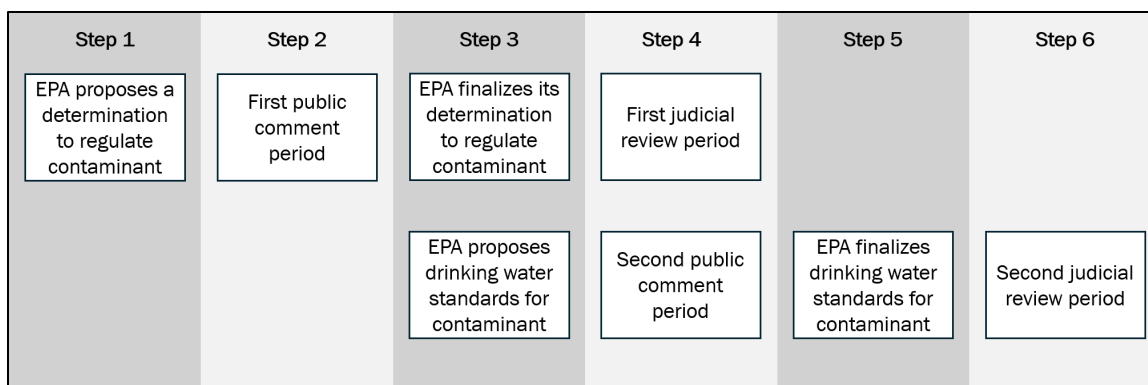 Step 1
Step 2
Step 3
Step 4
Step 5
Step 6
EPA proposes a
determination
to regulate
contaminant
First public
comment
period
EPA finalizes its
determination
to regulate
contaminant
First judicial
review period
EPA proposes
drinking water
standards for
contaminant
Second public
comment
period
EPA finalizes
drinking water
standards for
contaminant
Second judicial
review period